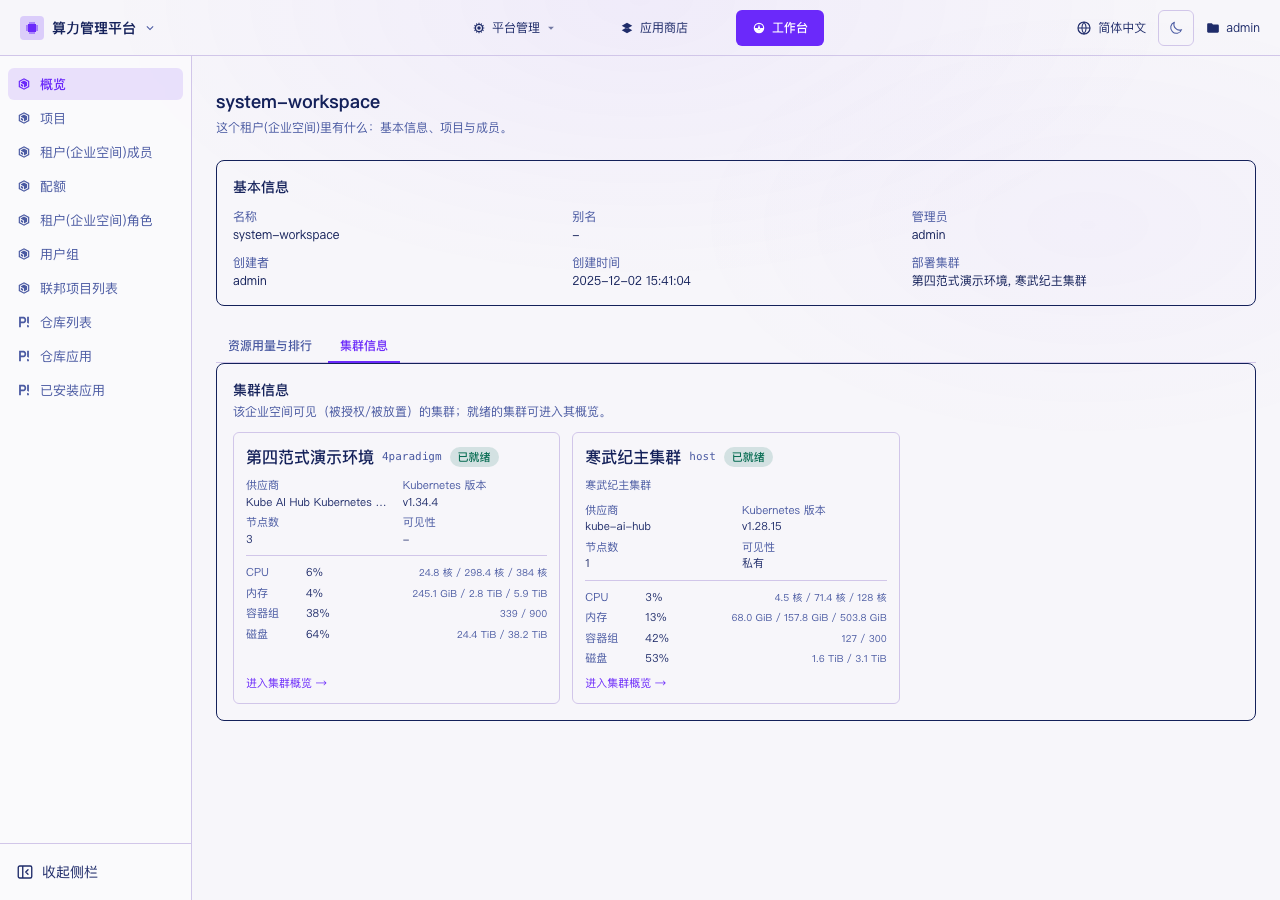 算力管理平台
平台管理
应用商店
工作台
简体中文
admin
概览
项目
租户(企业空间)成员
配额
租户(企业空间)角色
用户组
联邦项目列表
P! 仓库列表
P! 仓库应用
P! 已安装应用
收起侧栏
system-workspace
这个租户(企业空间)里有什么：基本信息、项目与成员。
基本信息
名称 别名 管理员
system-workspace – admin
创建者 创建时间 部署集群
admin 2025-12-02 15:41:04 第四范式演示环境, 寒武纪主集群
资源用量与排行 集群信息
集群信息
该企业空间可见（被授权/被放置）的集群；就绪的集群可进入其概览。
第四范式演示环境 4paradigm 已就绪
供应商 Kubernetes 版本
Kube AI Hub Kubernetes ... v1.34.4
节点数 可见性
3 –
CPU 6% 24.8 核 / 298.4 核 / 384 核
内存 4% 245.1 GiB / 2.8 TiB / 5.9 TiB
容器组 38% 339 / 900
磁盘 64% 24.4 TiB / 38.2 TiB
进入集群概览 →
寒武纪主集群 host 已就绪
寒武纪主集群
供应商 Kubernetes 版本
kube-ai-hub v1.28.15
节点数 可见性
1 私有
CPU 3% 4.5 核 / 71.4 核 / 128 核
内存 13% 68.0 GiB / 157.8 GiB / 503.8 GiB
容器组 42% 127 / 300
磁盘 53% 1.6 TiB / 3.1 TiB
进入集群概览 →